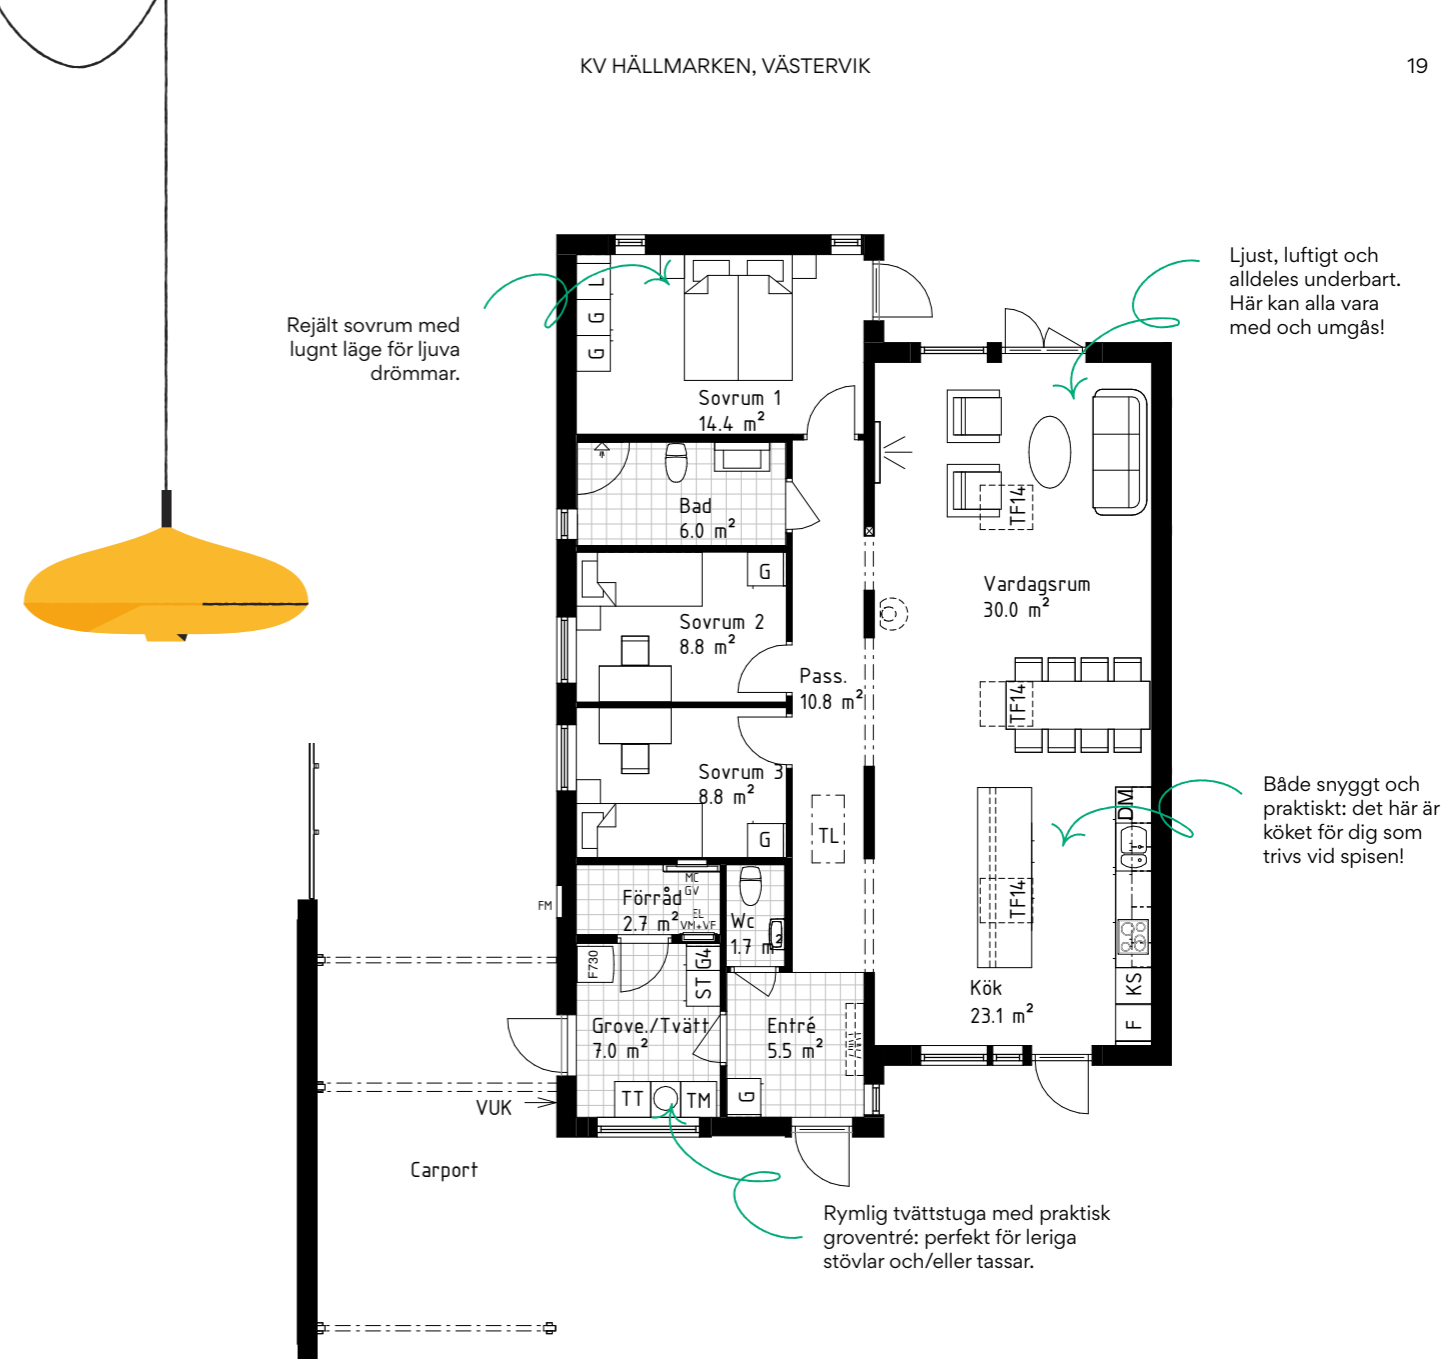 KV HÄLLMARKEN, VÄSTERVIK
19
Ljust, luftigt och
alldeles underbart.
Här kan alla vara
med och umgås!
Rejält sovrum med
lugnt läge för ljuva
drömmar.
L
G
G
Sovrum 1
14.4 m²
Bad
6.0 m²
TF14
Vardagsrum
30.0 m²
G
Sovrum 2
8.8 m²
Pass.
10.8 m²
TF14
Sovrum 3
8.8 m²
G
TL
DM
Både snyggt och
praktiskt: det här är
köket för dig som
trivs vid spisen!
TF14
MC
GV
EL
VM+VF
Förråd
2.7 m²
FM
Wc
1.7 m²
F730
G4
ST
Kök
23.1 m²
KS
F
Grove./Tvätt
7.0 m²
Entré
5.5 m²
TT
TM
G
VUK
Carport
Rymlig tvättstuga med praktisk
groventré: perfekt för leriga
stövlar och/eller tassar.